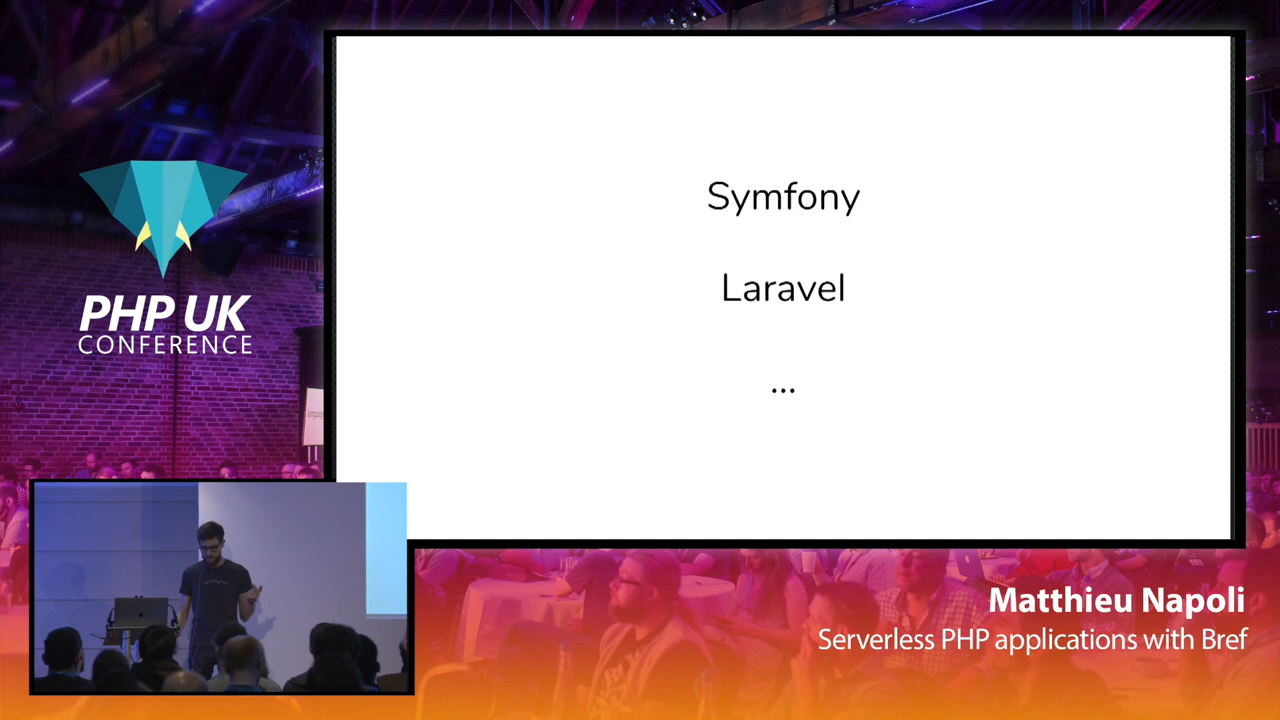 Symfony
Laravel
...
PHP UK
CONFERENCE
Matthieu Napoli
Serverless PHP applications with Bref